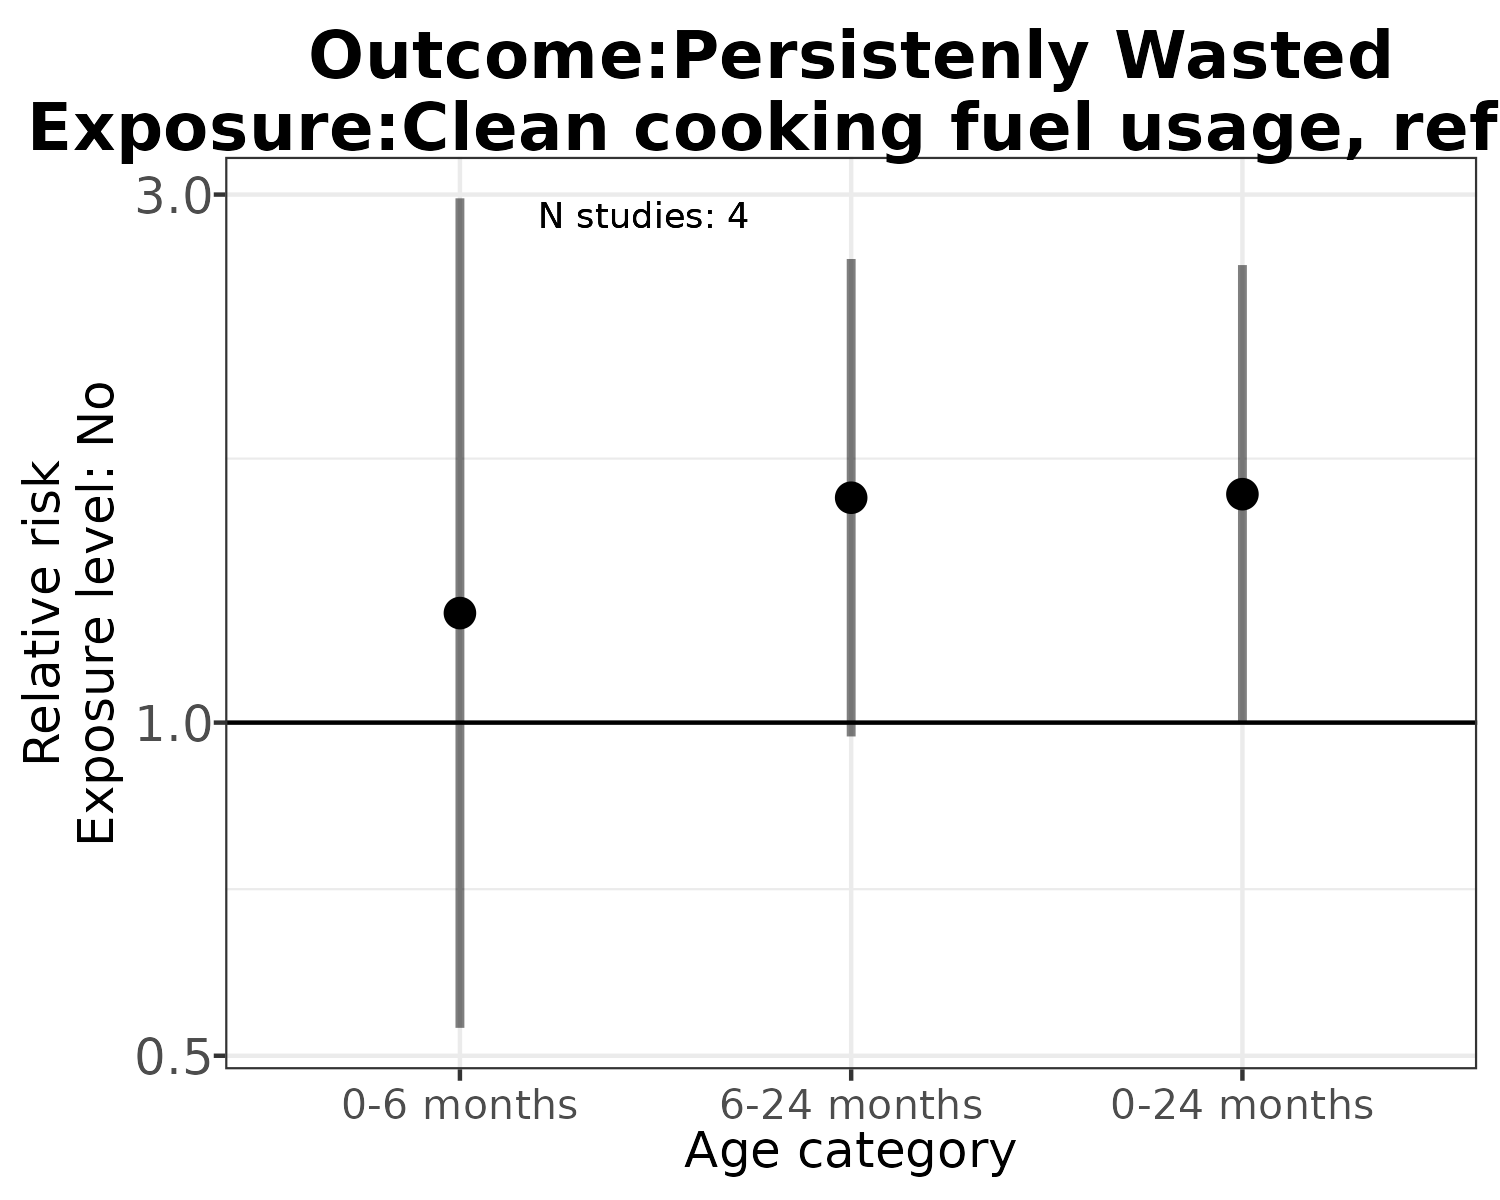 Outcome:Persistenly Wasted
Exposure:Clean cooking fuel usage, ref
3.0
N studies: 4
Relative risk
Exposure level: No
1.0
0.5
0-6 months
6-24 months
0-24 months
Age category